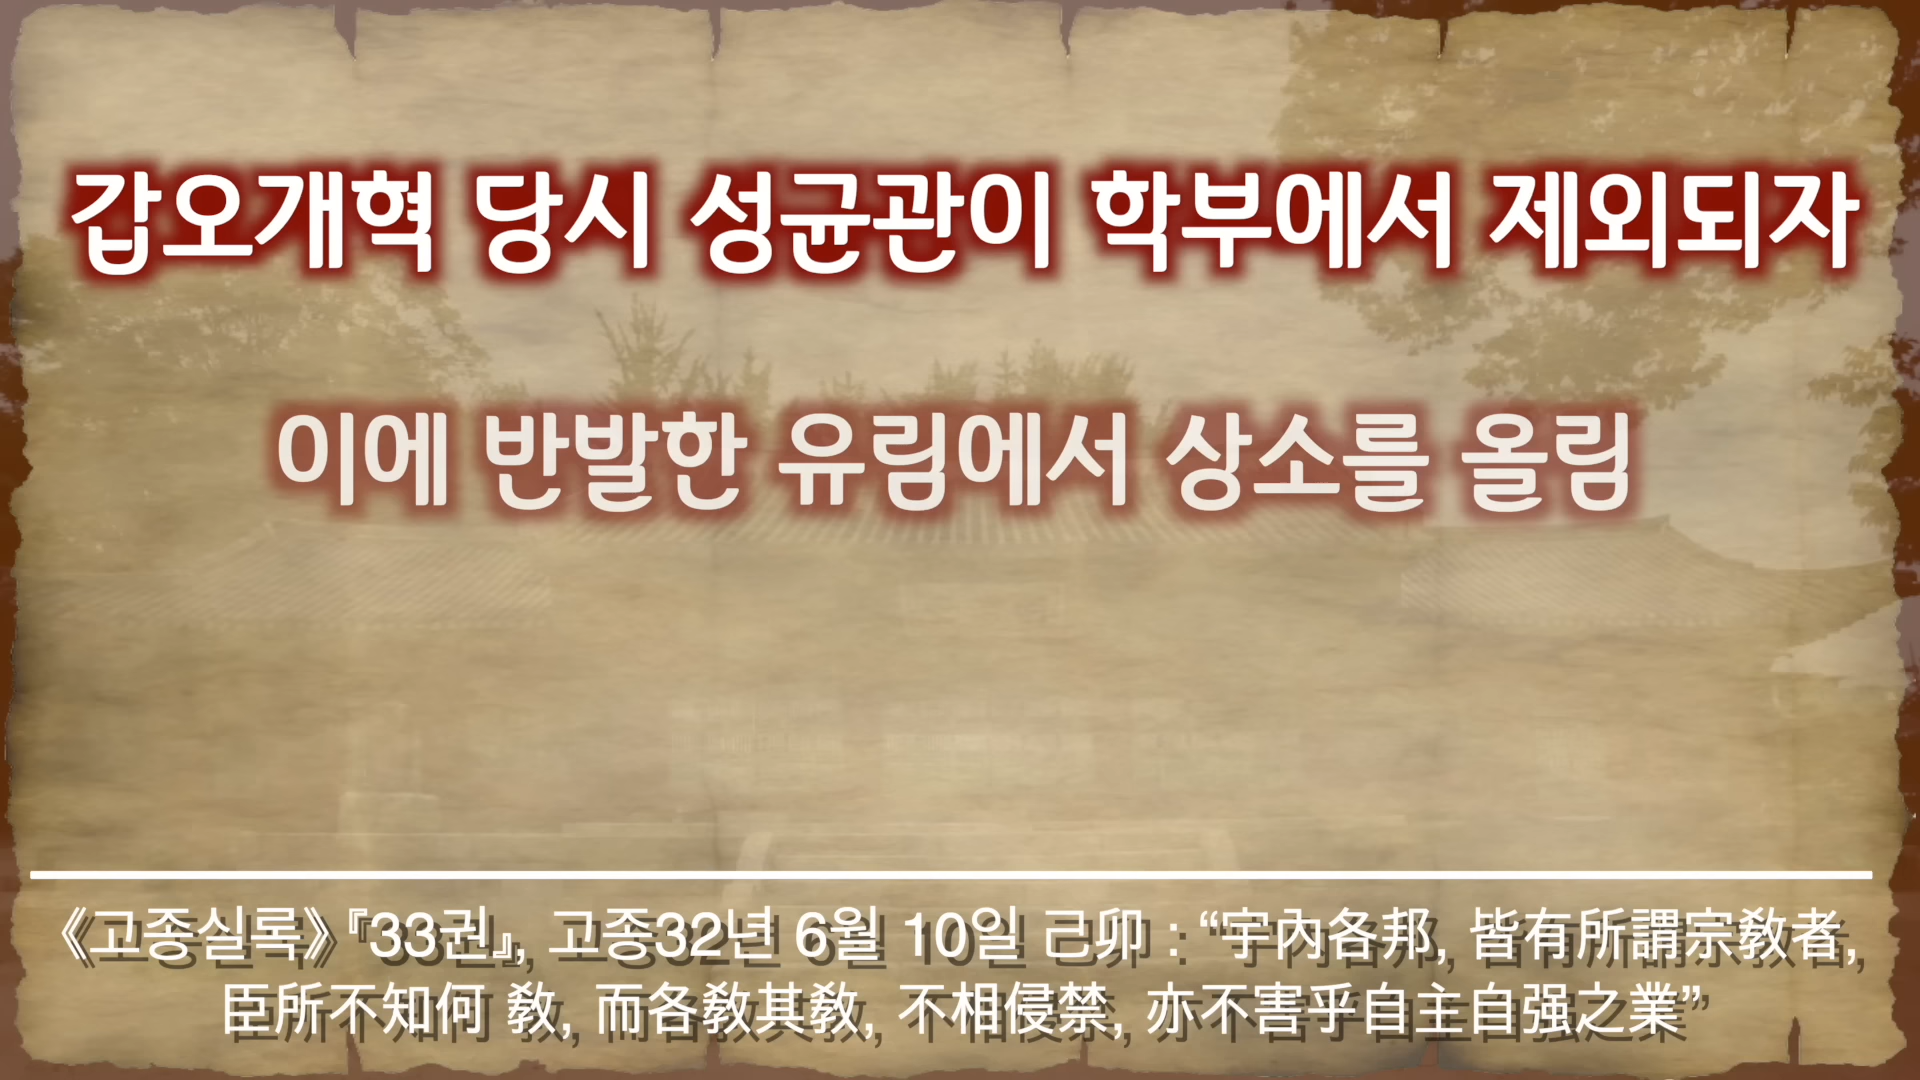 갑오개혁 당시 성균관이 학부에서 제외되자
이에 반발한 유림에서 상소를 올림
《고종실록》『33권』, 고종32년 6월 10일 己卯 : “宇內各邦, 皆有所謂宗敎者,
臣所不知何 敎, 而各敎其敎, 不相侵禁, 亦不害乎自主自强之業”